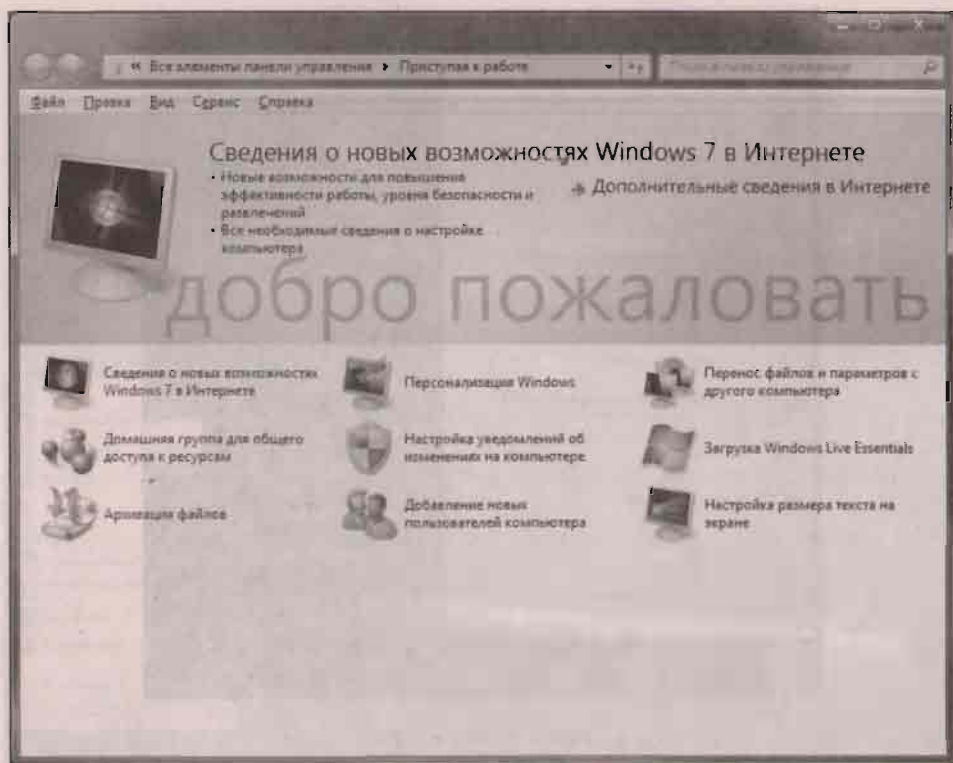 « Все элементы панели управления ▸ Приступая к работе
Файл Правка Вид Сервис Справка
Сведения о новых возможностях Windows 7 в Интернете
• Новые возможности для повышения
эффективности работы, уровня безопасности и
развлечений
• Все необходимые сведения о настройке
компьютера
Дополнительные сведения в Интернете
добро пожаловать
Сведения о новых возможностях
Windows 7 в Интернете
Персонализация Windows
Перенос файлов и параметров с
другого компьютера
Домашняя группа для общего
доступа к ресурсам
Настройка уведомлений об
изменениях на компьютере
Загрузка Windows Live Essentials
Архивация файлов
Добавление новых
пользователей компьютера
Настройка размера текста на
экране